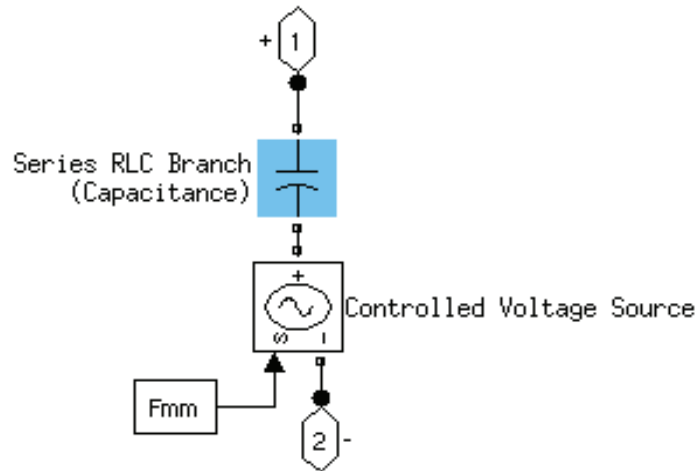 + 1
Series RLC Branch
(Capacitance)
+
Controlled Voltage Source
S −
Fmm
2 -